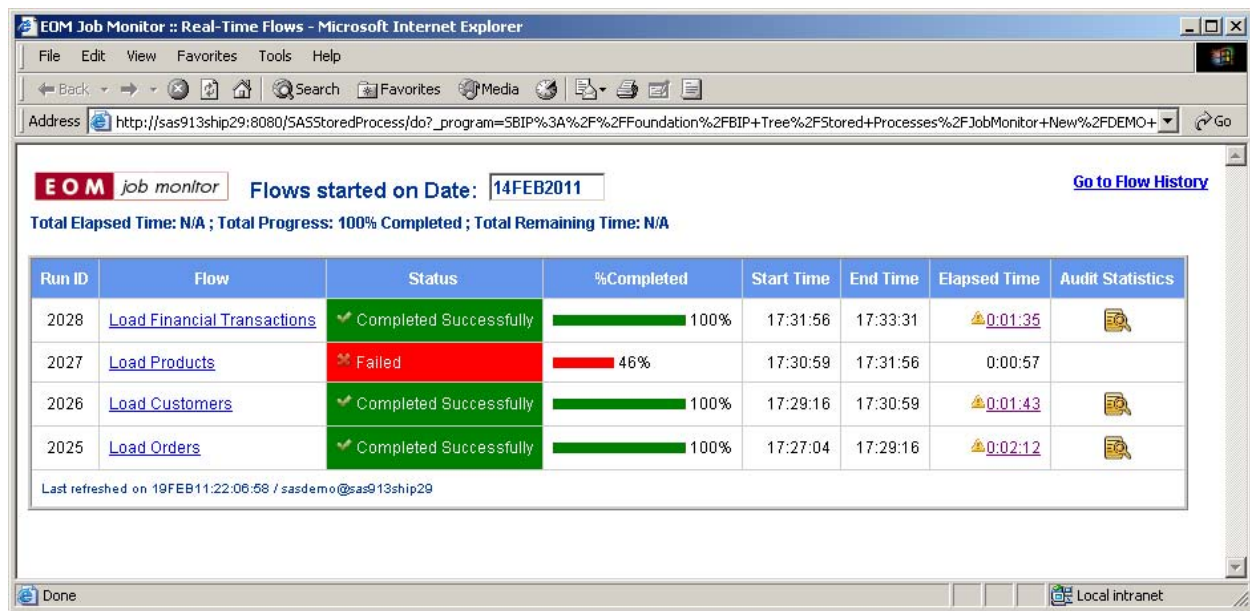 EOM Job Monitor :: Real-Time Flows - Microsoft Internet Explorer
File Edit View Favorites Tools Help
Back Search Favorites Media
Address http://sas913ship29:8080/SASStoredProcess/do?_program=SBIP%3A%2F%2FFoundation%2FBIP+Tree%2FStored+Processes%2FJobMonitor+New%2FDEMO+ Go
EOM job monitor Flows started on Date: 14FEB2011 Go to Flow History
Total Elapsed Time: N/A ; Total Progress: 100% Completed ; Total Remaining Time: N/A
Run ID Flow Status %Completed Start Time End Time Elapsed Time Audit Statistics
2028 Load Financial Transactions Completed Successfully 100% 17:31:56 17:33:31 0:01:35
2027 Load Products Failed 46% 17:30:59 17:31:56 0:00:57
2026 Load Customers Completed Successfully 100% 17:29:16 17:30:59 0:01:43
2025 Load Orders Completed Successfully 100% 17:27:04 17:29:16 0:02:12
Last refreshed on 19FEB11:22:06:58 / sasdemo@sas913ship29
Done Local intranet